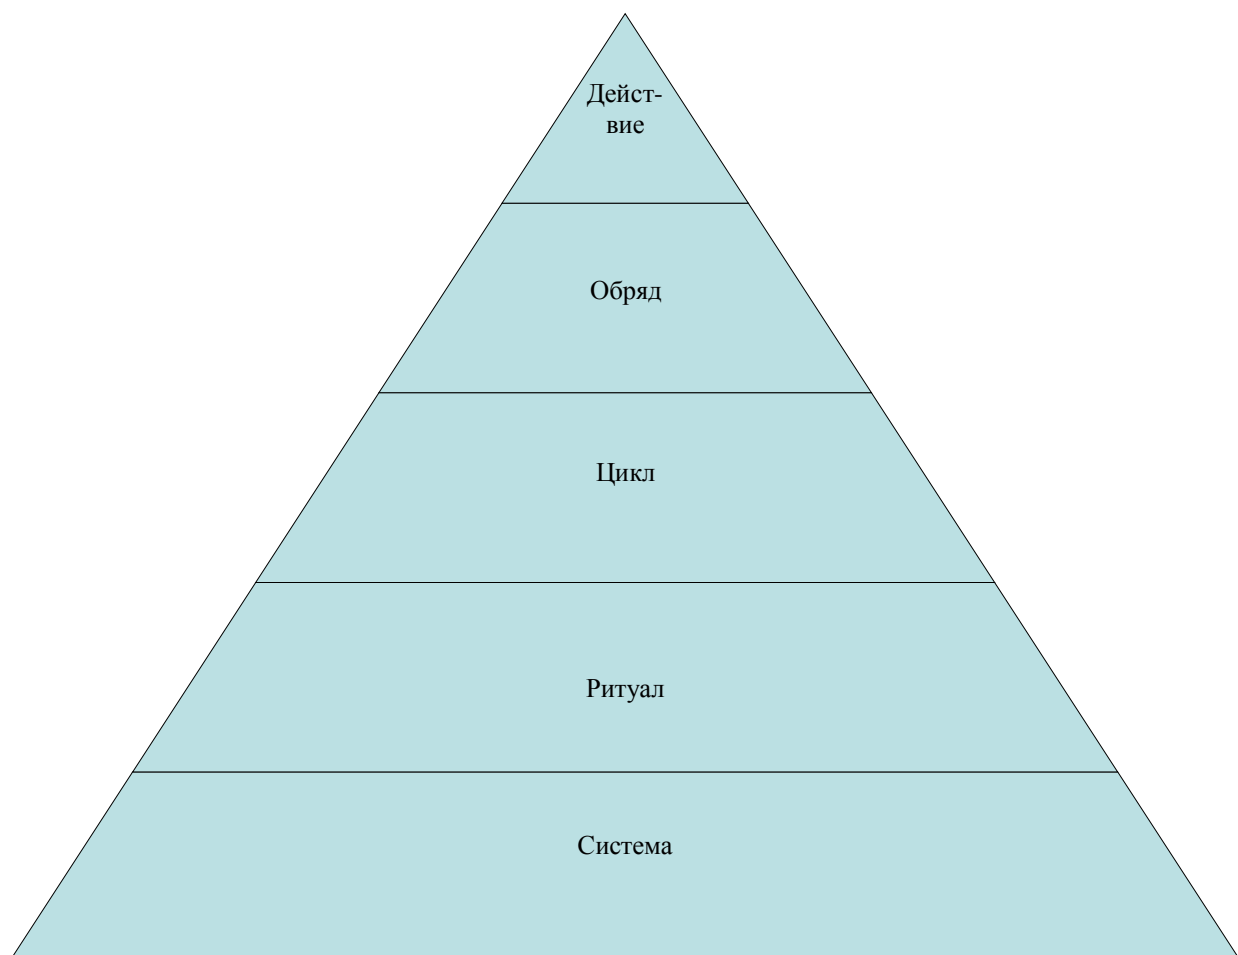 Дейст-
вие
Обряд
Цикл
Ритуал
Система